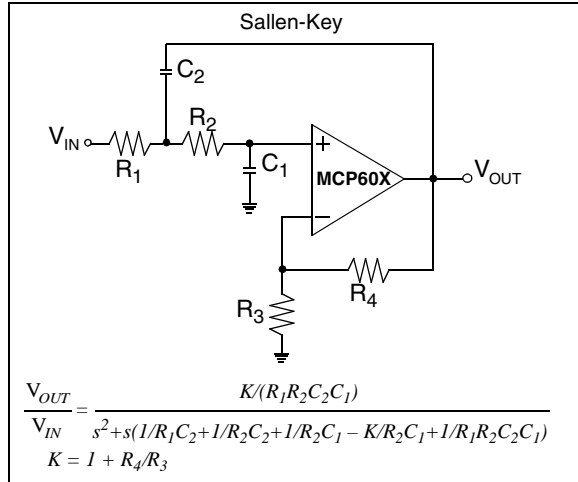 Sallen-Key
C2
VIN
R1
R2
C1
MCP60X
VOUT
R3
R4
+
−
VOUT/VIN = K/(R1R2C2C1)/s²+s(1/R1C2+1/R2C2+1/R2C1 – K/R2C1+1/R1R2C2C1)
K = 1 + R4/R3